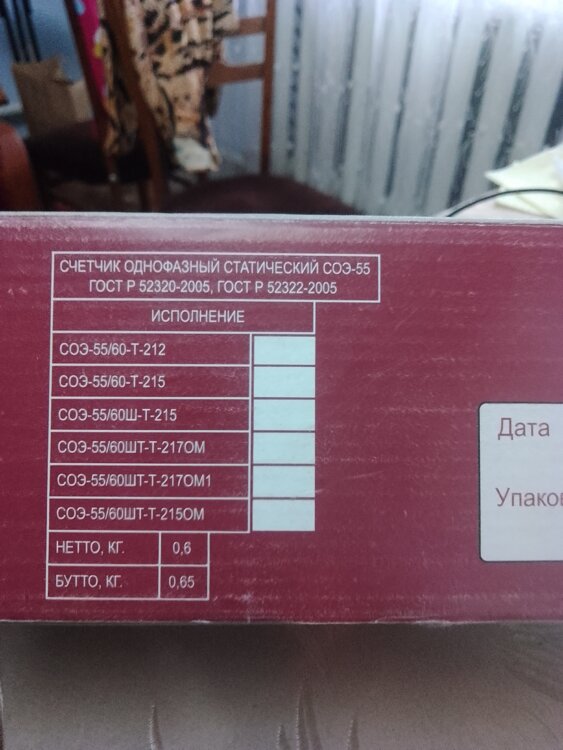 СЧЕТЧИК ОДНОФАЗНЫЙ СТАТИЧЕСКИЙ СОЭ-55
ГОСТ Р 52320-2005, ГОСТ Р 52322-2005
ИСПОЛНЕНИЕ
СОЭ-55/60-Т-212
СОЭ-55/60-Т-215
СОЭ-55/60Ш-Т-215
СОЭ-55/60ШТ-Т-217ОМ
СОЭ-55/60ШТ-Т-217ОМ1
СОЭ-55/60ШТ-Т-215ОМ
НЕТТО, КГ. 0,6
БУТТО, КГ. 0,65
Дата